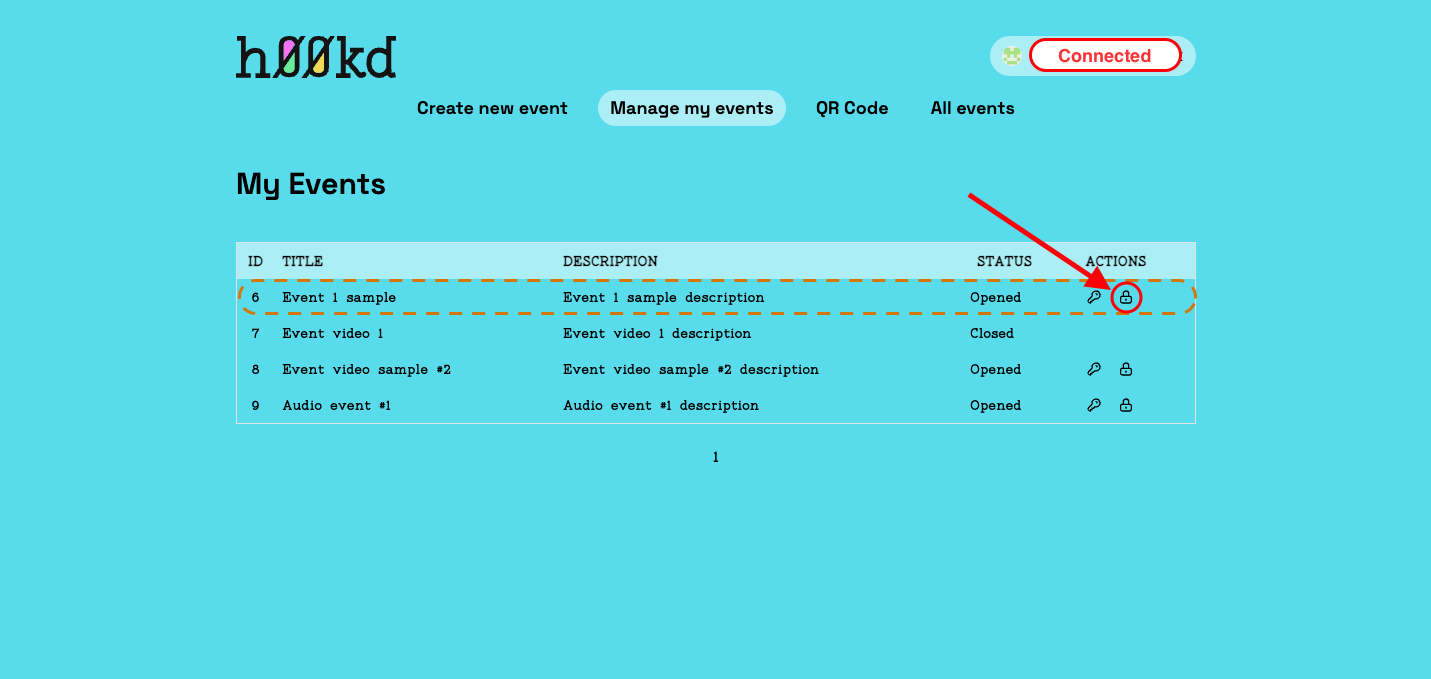 h00kd
Connected
Create new event Manage my events QR Code All events
My Events
ID TITLE DESCRIPTION STATUS ACTIONS
6 Event 1 sample Event 1 sample description Opened
7 Event video 1 Event video 1 description Closed
8 Event video sample #2 Event video sample #2 description Opened
9 Audio event #1 Audio event #1 description Opened
1